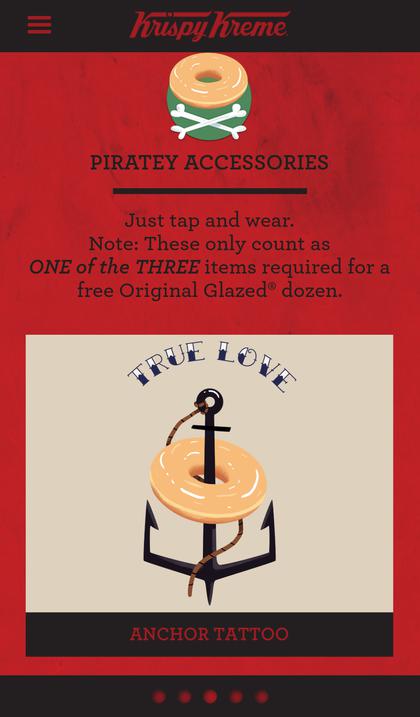 Krispy Kreme
PIRATEY ACCESSORIES
Just tap and wear.
Note: These only count as
ONE of the THREE items required for a
free Original Glazed® dozen.
TRUE LOVE
ANCHOR TATTOO